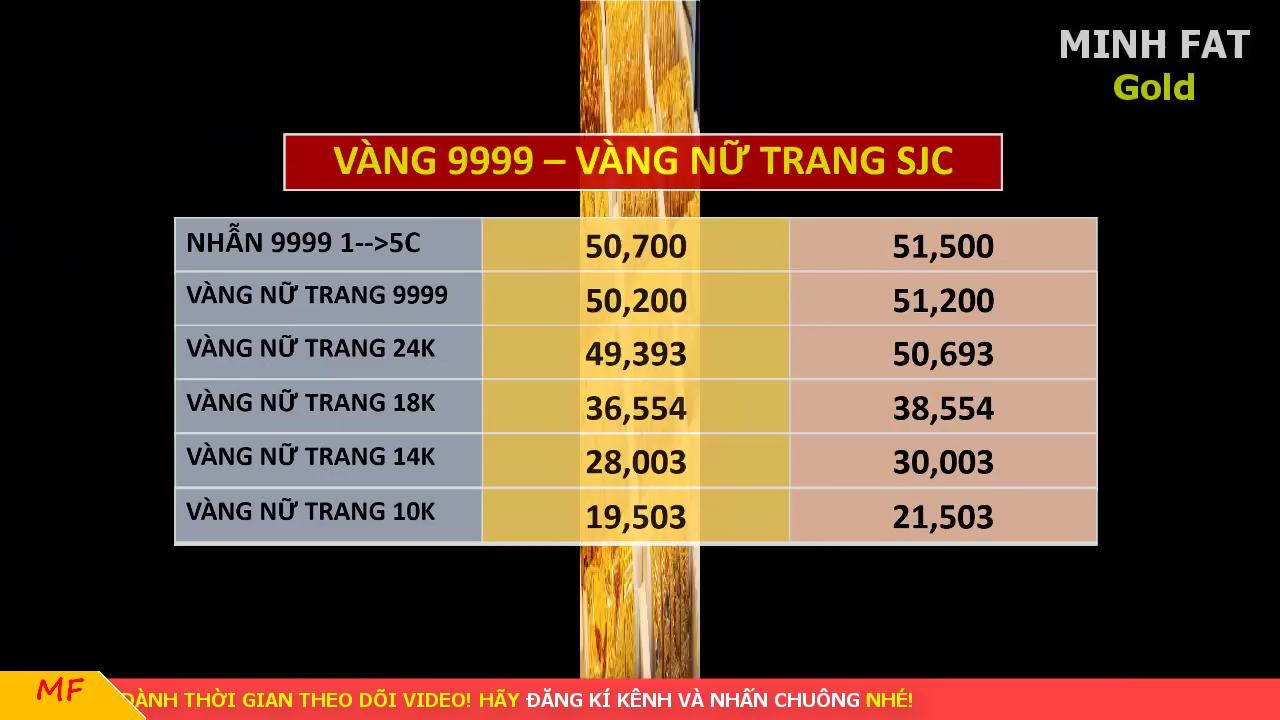 MINH FAT
Gold
VÀNG 9999 – VÀNG NỮ TRANG SJC
NHẪN 9999 1-->5C 50,700 51,500
VÀNG NỮ TRANG 9999 50,200 51,200
VÀNG NỮ TRANG 24K 49,393 50,693
VÀNG NỮ TRANG 18K 36,554 38,554
VÀNG NỮ TRANG 14K 28,003 30,003
VÀNG NỮ TRANG 10K 19,503 21,503
MF DÀNH THỜI GIAN THEO DÕI VIDEO! HÃY ĐĂNG KÍ KÊNH VÀ NHẤN CHUÔNG NHÉ!